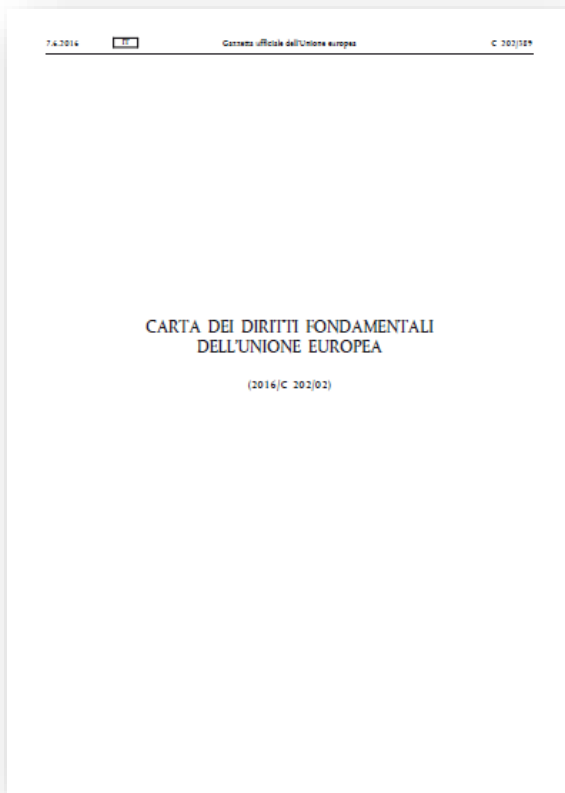 7.6.2016 IT Gazzetta ufficiale dell'Unione europea C 202/389
CARTA DEI DIRITTI FONDAMENTALI
DELL'UNIONE EUROPEA
(2016/C 202/02)